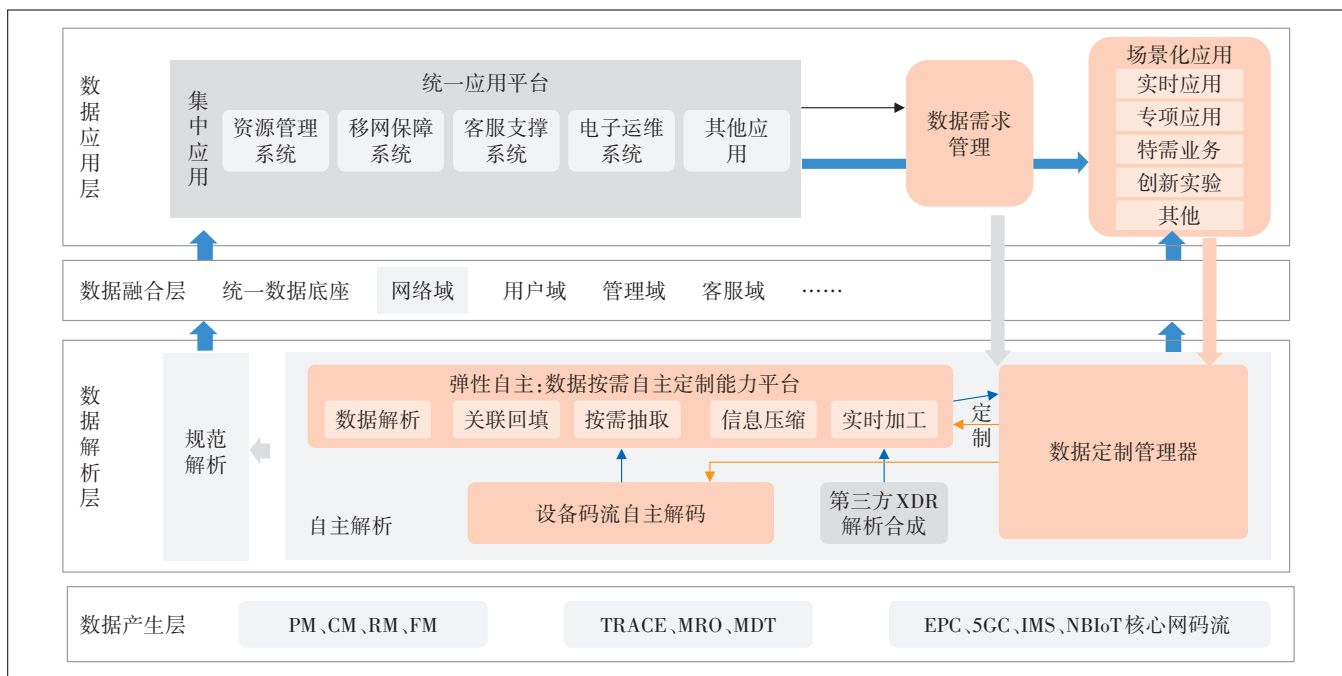 数据应用层
集中应用
统一应用平台
资源管理
系统
移网保障
系统
客服支撑
系统
电子运维
系统
其他应
用
数据需求
管理
场景化应用
实时应用
专项应用
特需业务
创新实验
其他
数据融合层
统一数据底座
网络域
用户域
管理域
客服域
……
数据解析层
规范
解析
弹性自主:数据按需自主定制能力平台
数据解析
关联回填
按需抽取
信息压缩
实时加工
定制
数据定制管理器
设备码流自主解码
第三方XDR
解析合成
自主解析
数据产生层
PM、CM、RM、FM
TRACE、MRO、MDT
EPC、5GC、IMS、NBIoT核心网码流